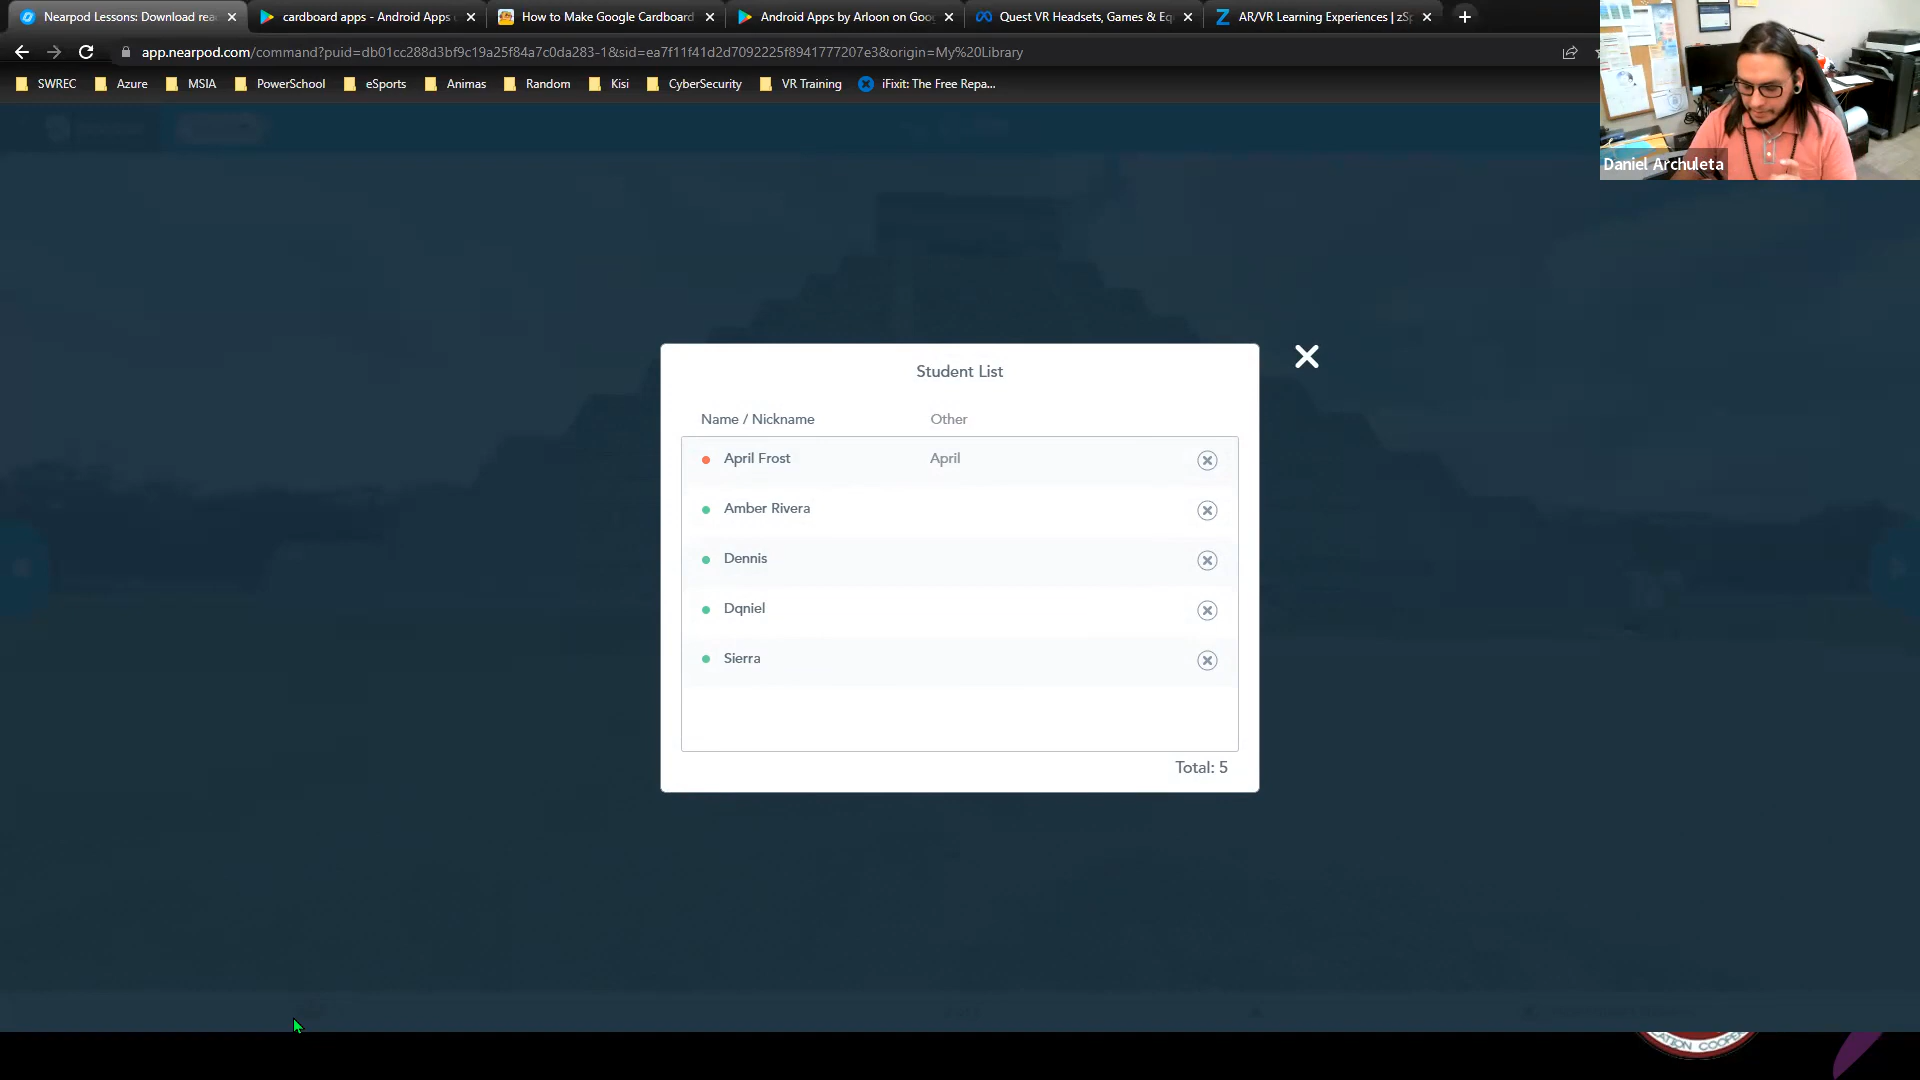 Nearpod Lessons: Download rea
cardboard apps - Android Apps
How to Make Google Cardboard
Android Apps by Arloon on Goo
Quest VR Headsets, Games & Eq
AR/VR Learning Experiences | zSp
app.nearpod.com/command?puid=db01cc288d3bf9c19a25f84a7c0da283-1&sid=ea7f11f41d2d7092225f8941777207e3&origin=My%20Library
SWREC Azure MSIA PowerSchool eSports Animas Random Kisi CyberSecurity VR Training iFixit: The Free Repa...
Daniel Archuleta
Student List
Name / Nickname Other
April Frost April
Amber Rivera
Dennis
Dqniel
Sierra
Total: 5